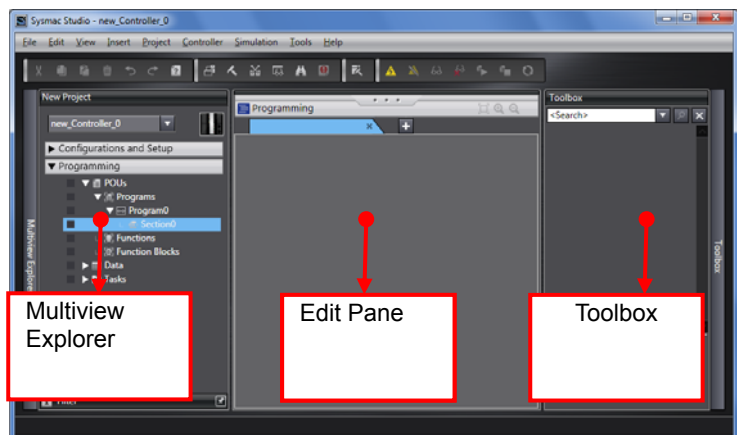 Sysmac Studio - new_Controller_0
File Edit View Insert Project Controller Simulation Tools Help
New Project
new_Controller_0
Configurations and Setup
Programming
POUs
Programs
Program0
Section0
Functions
Function Blocks
Data
Tasks
Filter
Multiview Explorer
Programming
Toolbox
<Search>
Toolbox
Multiview
Explorer
Edit Pane
Toolbox